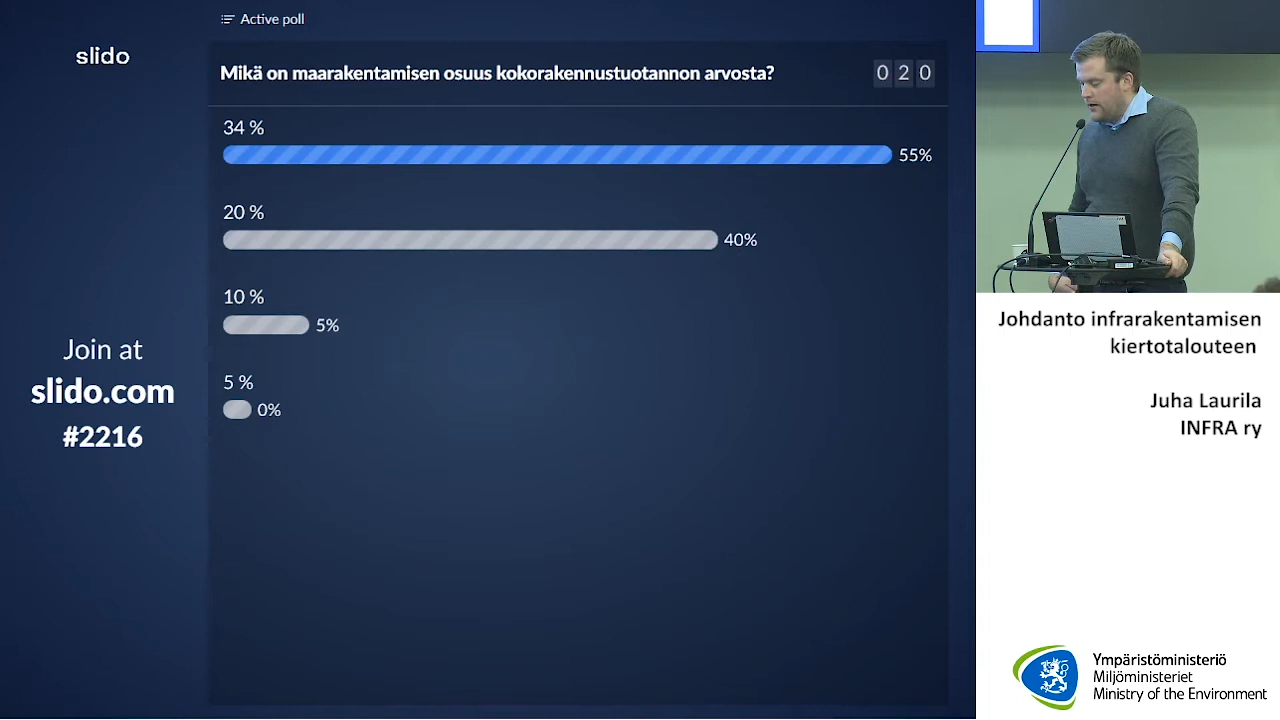 Active poll
slido
Mikä on maarakentamisen osuus kokorakennustuotannon arvosta?
0 2 0
34 %
55%
20 %
40%
10 %
5%
5 %
0%
Join at
slido.com
#2216
Johdanto infrarakentamisen
kiertotalouteen
Juha Laurila
INFRA ry
Ympäristöministeriö
Miljöministeriet
Ministry of the Environment